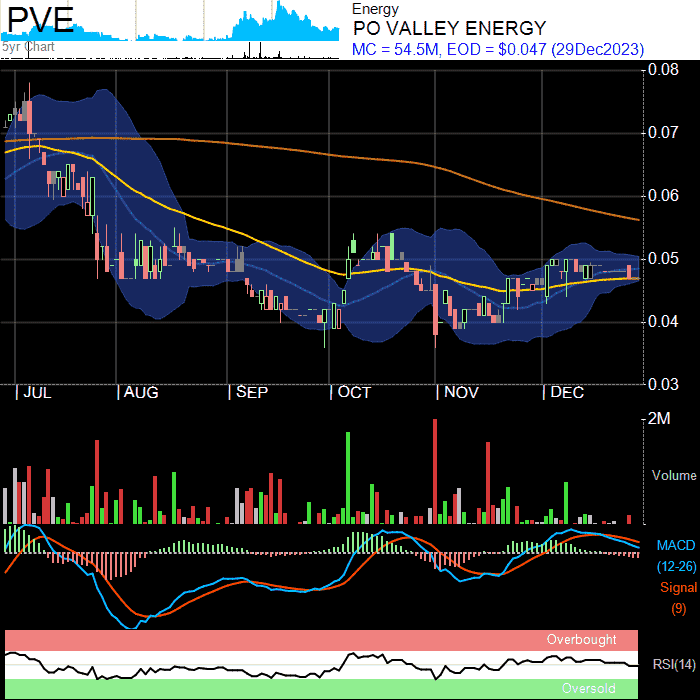 PVE
5yr Chart
Energy
PO VALLEY ENERGY
MC = 54.5M, EOD = $0.047 (29Dec2023)
0.08
0.07
0.06
0.05
0.04
0.03
| JUL | AUG | SEP | OCT | NOV | DEC
2M
Volume
MACD
(12-26)
Signal
(9)
Overbought
RSI(14)
Oversold